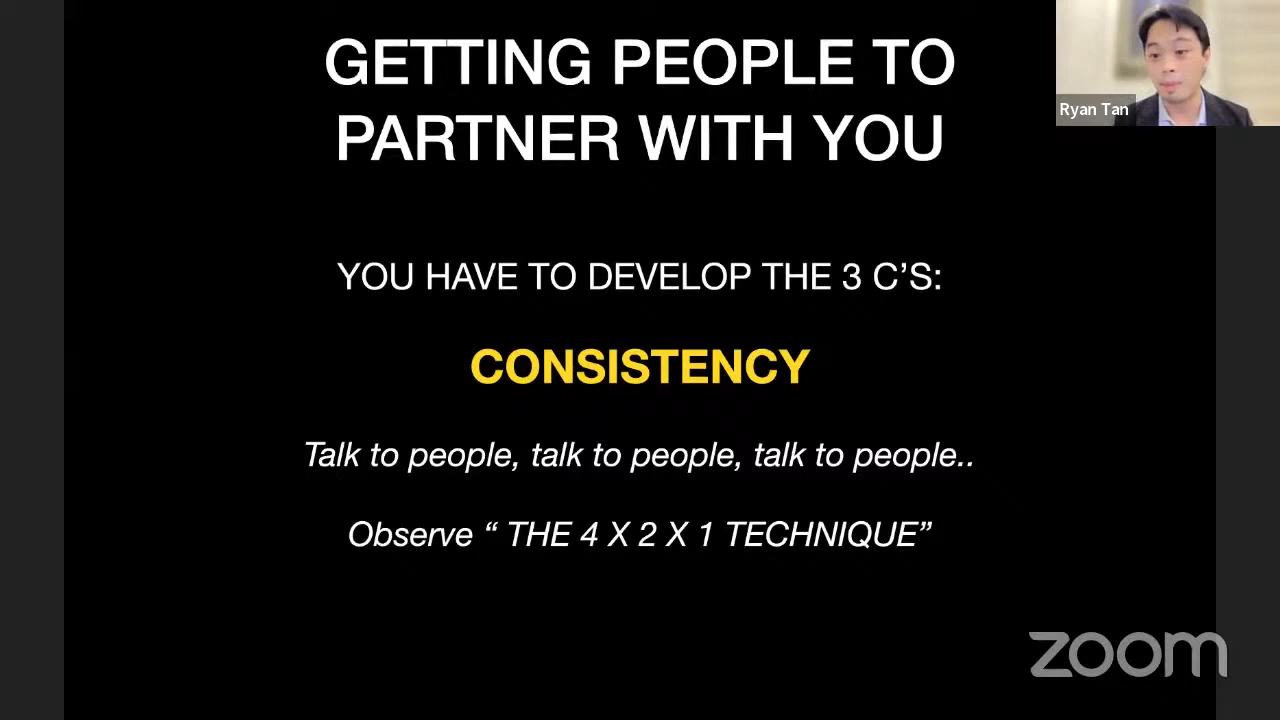 GETTING PEOPLE TO
PARTNER WITH YOU
Ryan Tan
YOU HAVE TO DEVELOP THE 3 C’S:
CONSISTENCY
Talk to people, talk to people, talk to people..
Observe “ THE 4 X 2 X 1 TECHNIQUE”
zoom